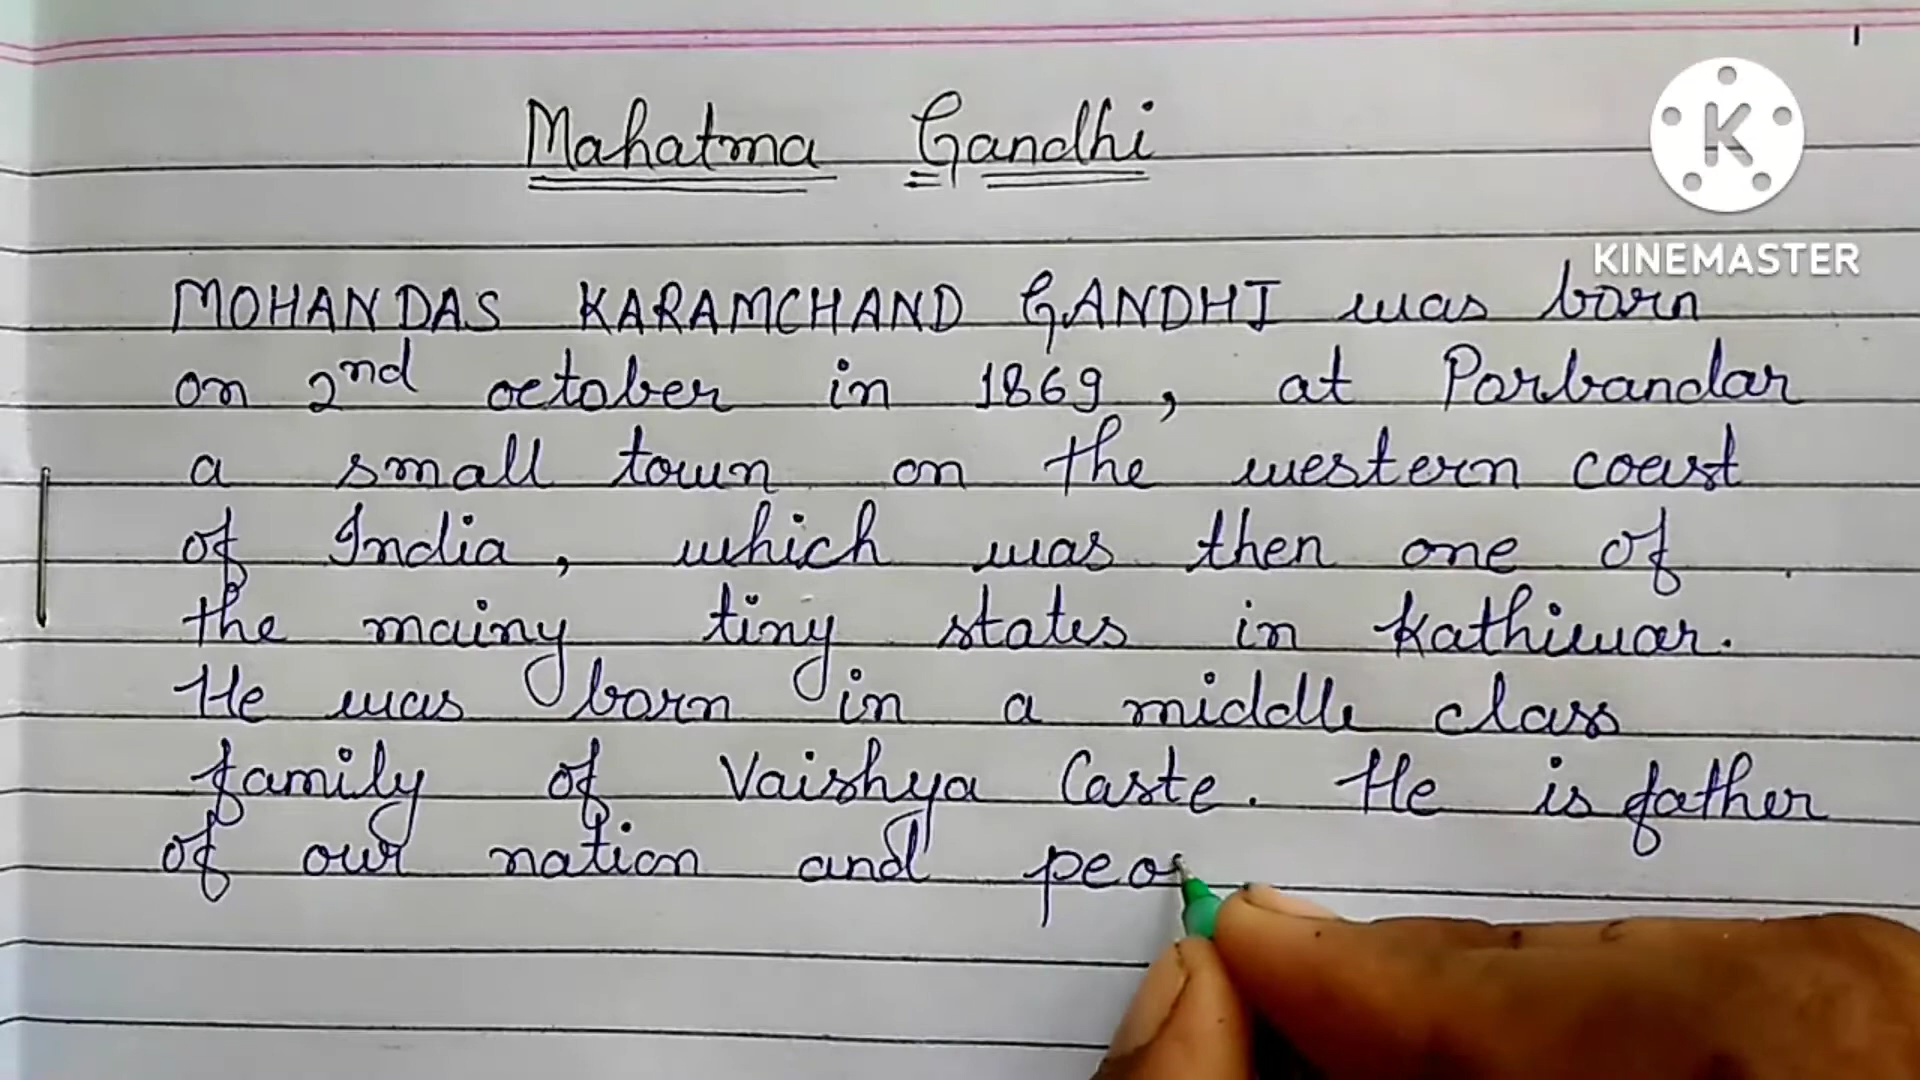 Mahatma Gandhi
KINEMASTER
MOHANDAS KARAMCHAND GANDHI was born
on 2nd october in 1869, at Porbandar
a small town on the western coast
of India, which was then one of
the mainy tiny states in Kathiwar.
He was born in a middle class
family of Vaishya Caste. He is father
of our nation and peo